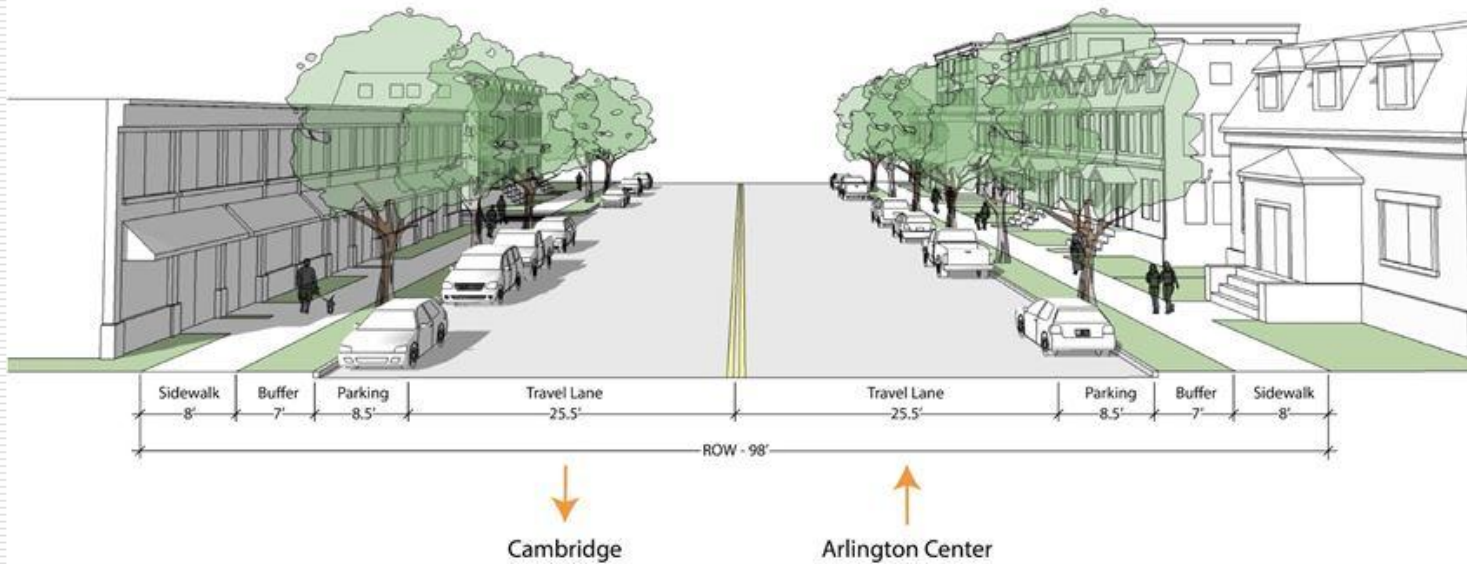 Sidewalk Buffer Parking Travel Lane Travel Lane Parking Buffer Sidewalk
8' 7' 8.5' 25.5' 25.5' 8.5' 7' 8'
ROW - 98'
Cambridge Arlington Center